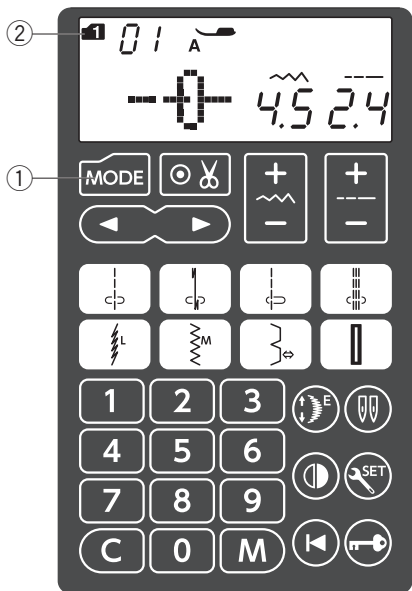 ② 1 01 A
4.5 2.4
① MODE + +
- -
L M
1 2 3 E
4 5 6 SET
7 8 9
C 0 M